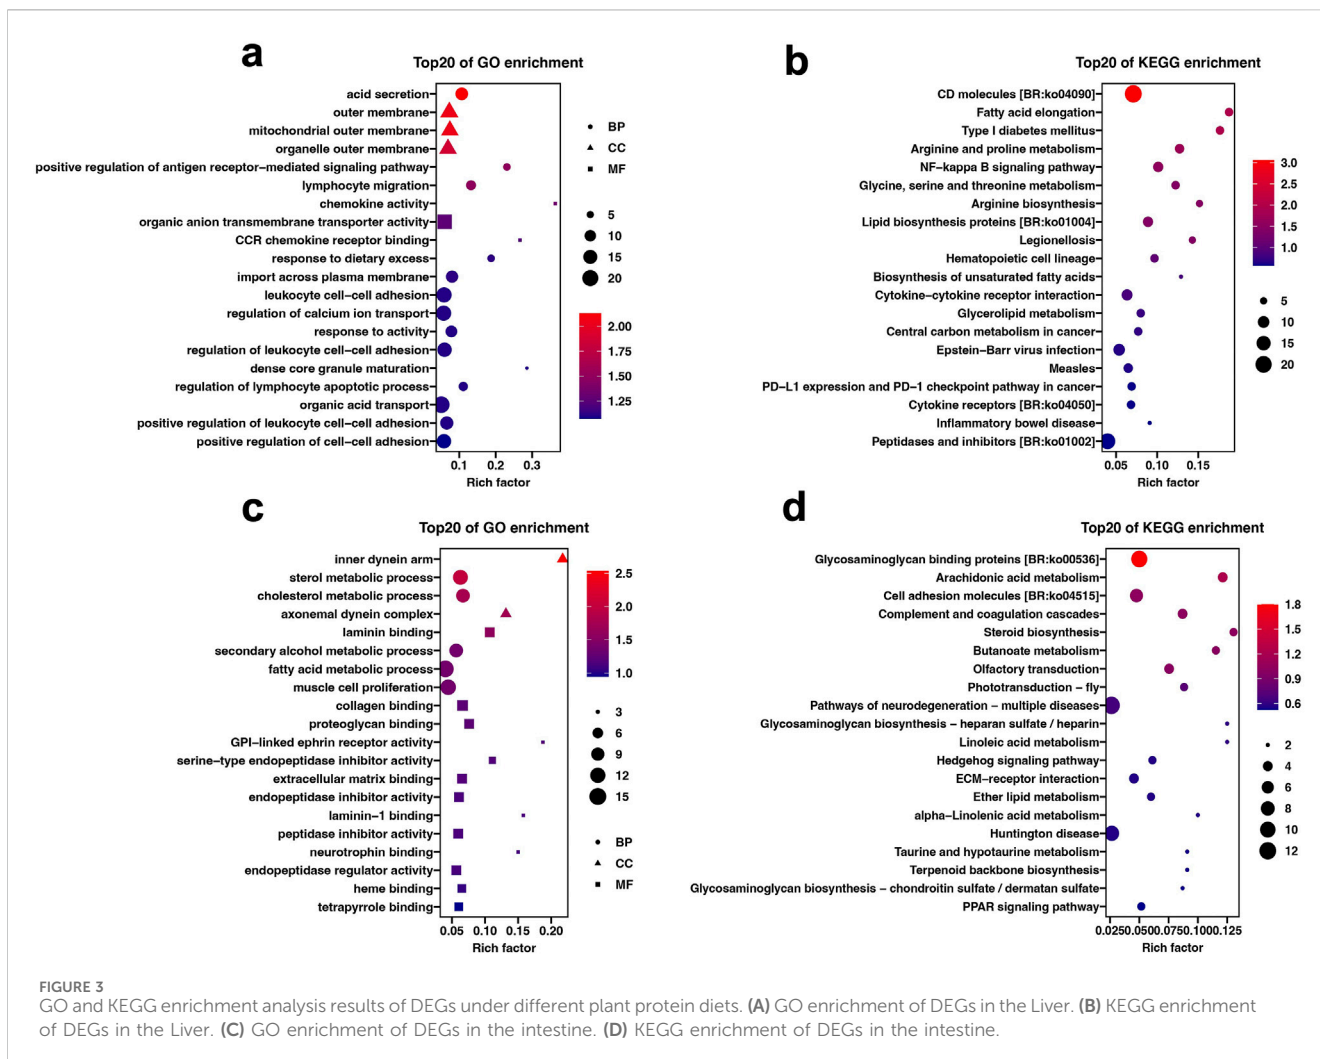 a
Top20 of GO enrichment
acid secretion
outer membrane
mitochondrial outer membrane
organelle outer membrane
positive regulation of antigen receptor−mediated signaling pathway
lymphocyte migration
chemokine activity
organic anion transmembrane transporter activity
CCR chemokine receptor binding
response to dietary excess
import across plasma membrane
leukocyte cell−cell adhesion
regulation of calcium ion transport
response to activity
regulation of leukocyte cell−cell adhesion
dense core granule maturation
regulation of lymphocyte apoptotic process
organic acid transport
positive regulation of leukocyte cell−cell adhesion
positive regulation of cell−cell adhesion
0.1 0.2 0.3
Rich factor
BP
CC
MF
5
10
15
20
2.00
1.75
1.50
1.25
b
Top20 of KEGG enrichment
CD molecules [BR:ko04090]
Fatty acid elongation
Type I diabetes mellitus
Arginine and proline metabolism
NF−kappa B signaling pathway
Glycine, serine and threonine metabolism
Arginine biosynthesis
Lipid biosynthesis proteins [BR:ko01004]
Legionellosis
Hematopoietic cell lineage
Biosynthesis of unsaturated fatty acids
Cytokine−cytokine receptor interaction
Glycerolipid metabolism
Central carbon metabolism in cancer
Epstein−Barr virus infection
Measles
PD−L1 expression and PD−1 checkpoint pathway in cancer
Cytokine receptors [BR:ko04050]
Inflammatory bowel disease
Peptidases and inhibitors [BR:ko01002]
0.05 0.10 0.15
Rich factor
3.0
2.5
2.0
1.5
1.0
5
10
15
20
c
Top20 of GO enrichment
inner dynein arm
sterol metabolic process
cholesterol metabolic process
axonemal dynein complex
laminin binding
secondary alcohol metabolic process
fatty acid metabolic process
muscle cell proliferation
collagen binding
proteoglycan binding
GPI−linked ephrin receptor activity
serine−type endopeptidase inhibitor activity
extracellular matrix binding
endopeptidase inhibitor activity
laminin−1 binding
peptidase inhibitor activity
neurotrophin binding
endopeptidase regulator activity
heme binding
tetrapyrrole binding
0.05 0.10 0.15 0.20
Rich factor
2.5
2.0
1.5
1.0
3
6
9
12
15
BP
CC
MF
d
Top20 of KEGG enrichment
Glycosaminoglycan binding proteins [BR:ko00536]
Arachidonic acid metabolism
Cell adhesion molecules [BR:ko04515]
Complement and coagulation cascades
Steroid biosynthesis
Butanoate metabolism
Olfactory transduction
Phototransduction − fly
Pathways of neurodegeneration − multiple diseases
Glycosaminoglycan biosynthesis − heparan sulfate / heparin
Linoleic acid metabolism
Hedgehog signaling pathway
ECM−receptor interaction
Ether lipid metabolism
alpha−Linolenic acid metabolism
Huntington disease
Taurine and hypotaurine metabolism
Terpenoid backbone biosynthesis
Glycosaminoglycan biosynthesis − chondroitin sulfate / dermatan sulfate
PPAR signaling pathway
0.025 0.050 0.075 0.100 0.125
Rich factor
1.8
1.5
1.2
0.9
0.6
2
4
6
8
10
12
FIGURE 3
GO and KEGG enrichment analysis results of DEGs under different plant protein diets. (A) GO enrichment of DEGs in the Liver. (B) KEGG enrichment
of DEGs in the Liver. (C) GO enrichment of DEGs in the intestine. (D) KEGG enrichment of DEGs in the intestine.